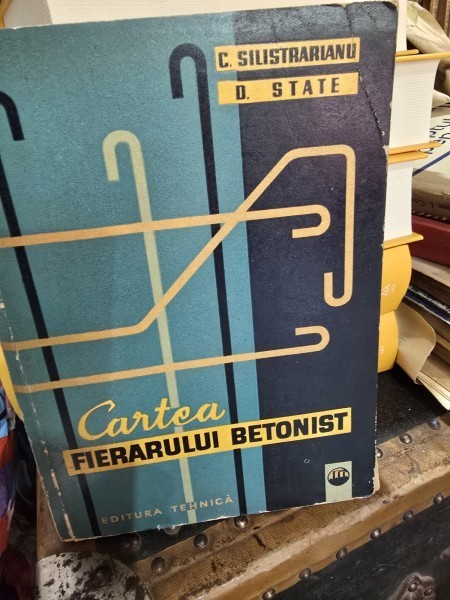 C. SILISTRARIANU
D. STATE
Cartea
FIERARULUI BETONIST
EDITURA TEHNICĂ